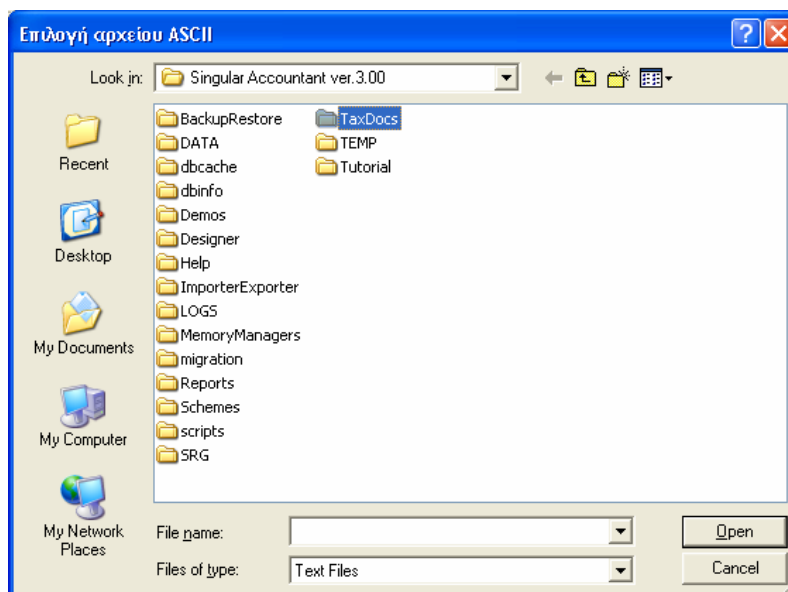 Επιλογή αρχείου ASCII
Look in:
Singular Accountant ver.3.00
Recent
Desktop
My Documents
My Computer
My Network
Places
BackupRestore
DATA
dbcache
dbinfo
Demos
Designer
Help
ImporterExporter
LOGS
MemoryManagers
migration
Reports
Schemes
scripts
SRG
TaxDocs
TEMP
Tutorial
File name:
Open
Files of type:
Text Files
Cancel